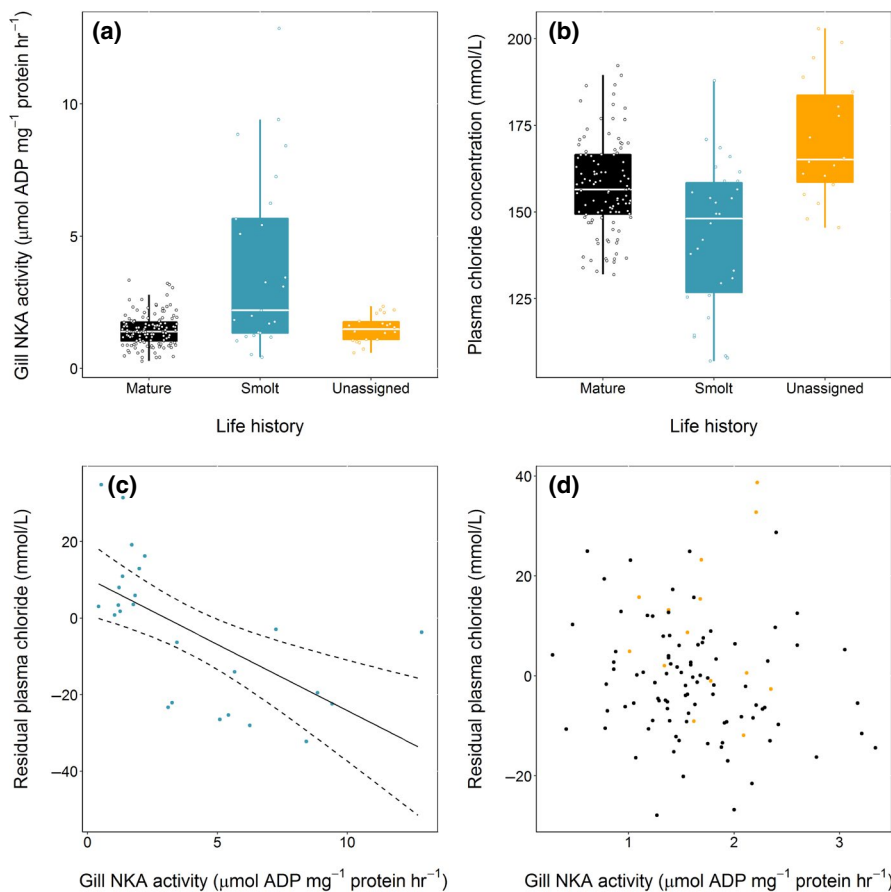 (a)
Gill NKA activity (μmol ADP mg⁻¹ protein hr⁻¹)
10
5
0
Mature Smolt Unassigned
Life history
(b)
Plasma chloride concentration (mmol/L)
200
175
150
125
Mature Smolt Unassigned
Life history
(c)
Residual plasma chloride (mmol/L)
20
0
−20
−40
0 5 10
Gill NKA activity (μmol ADP mg⁻¹ protein hr⁻¹)
(d)
Residual plasma chloride (mmol/L)
40
20
0
−20
1 2 3
Gill NKA activity (μmol ADP mg⁻¹ protein hr⁻¹)